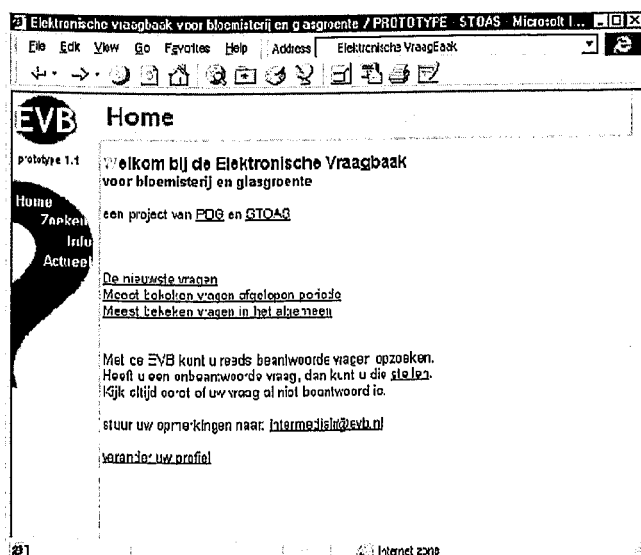 Elektronische vraagbaak voor bloemisterij en glasgroente / PROTOTYPE - STOAS - Microsoft I...
File Edit View Go Favorites Help Address Elektronische VraagBaak
EVB
Home
prototype 1.1
Welkom bij de Elektronische Vraagbaak
voor bloemisterij en glasgroente
Home
Zoeken
Info
Actueel
een project van PDG en STOAS
De nieuwste vragen
Meest bekeken vragen afgelopen periode
Meest bekeken vragen in het algemeen
Met de EVB kunt u reeds beantwoorde vragen opzoeken.
Heeft u een onbeantwoorde vraag, dan kunt u die stellen.
Kijk altijd eerst of uw vraag al niet beantwoord is.
stuur uw opmerkingen naar: intermediair@evb.nl
verander uw profiel
Internet zone